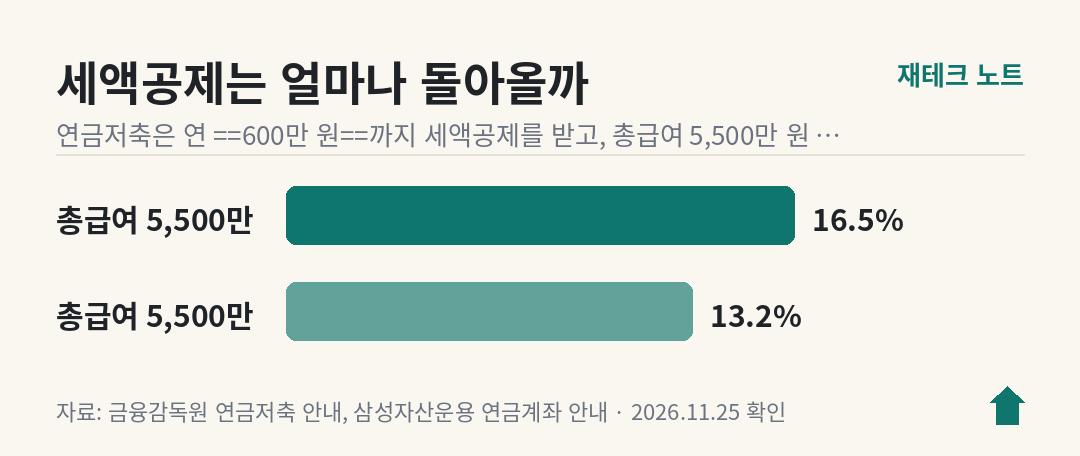 세액공제는 얼마나 돌아올까
재테크 노트
연금저축은 연 ==600만 원==까지 세액공제를 받고, 총급여 5,500만 원 …
총급여 5,500만
16.5%
총급여 5,500만
13.2%
자료: 금융감독원 연금저축 안내, 삼성자산운용 연금계좌 안내 · 2026.11.25 확인